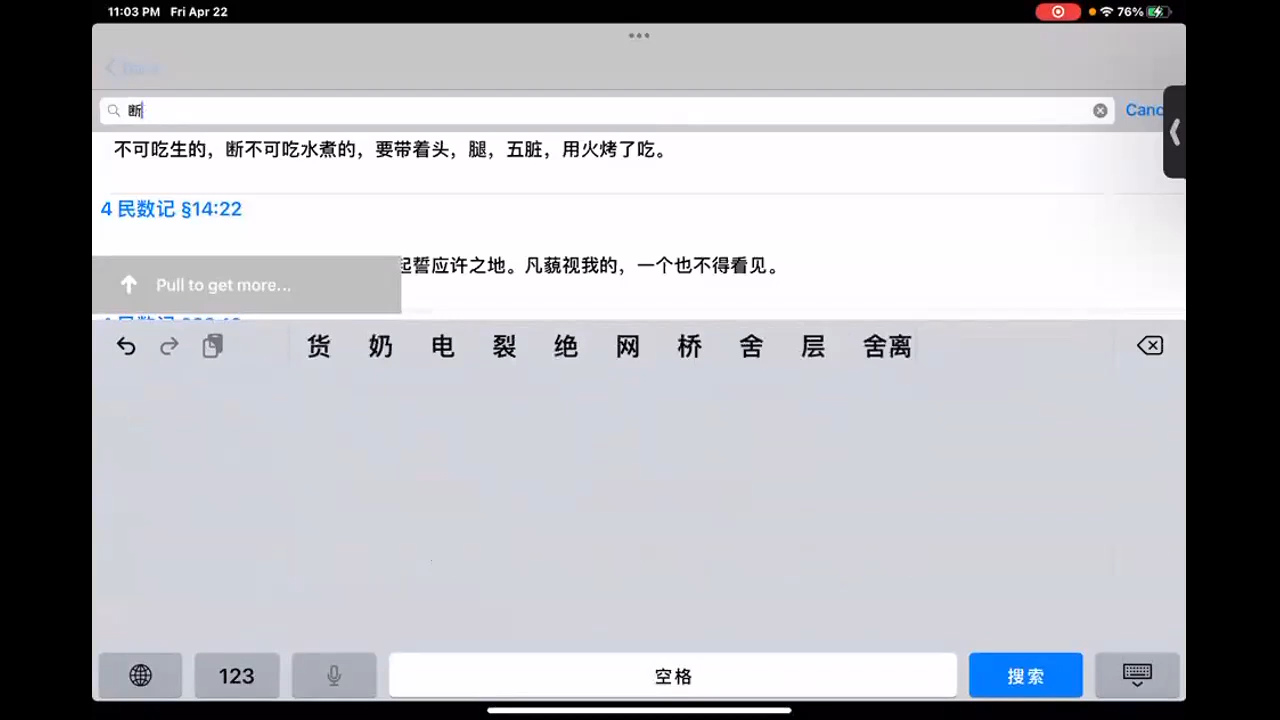 11:03 PM Fri Apr 22
76%
断
Canc
不可吃生的，断不可吃水煮的，要带着头，腿，五脏，用火烤了吃。
4 民数记 §14:22
起誓应许之地。凡藐视我的，一个也不得看见。
Pull to get more...
货 奶 电 裂 绝 网 桥 舍 层 舍离
123
空格
搜索